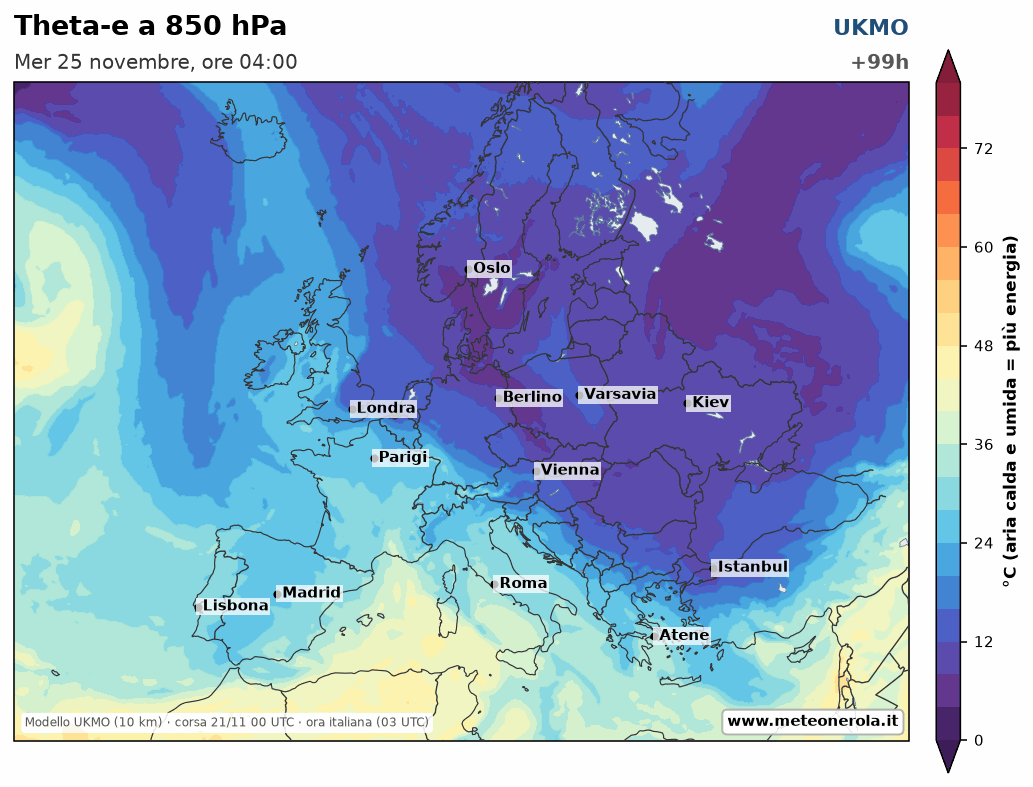 Theta-e a 850 hPa
UKMO
Mer 25 novembre, ore 04:00
+99h
72
60
48
36
24
12
0
°C (aria calda e umida = più energia)
Oslo
Berlino
Varsavia
Kiev
Londra
Parigi
Vienna
Istanbul
Roma
Madrid
Lisbona
Atene
Modello UKMO (10 km) · corsa 21/11 00 UTC · ora italiana (03 UTC)
www.meteonerola.it